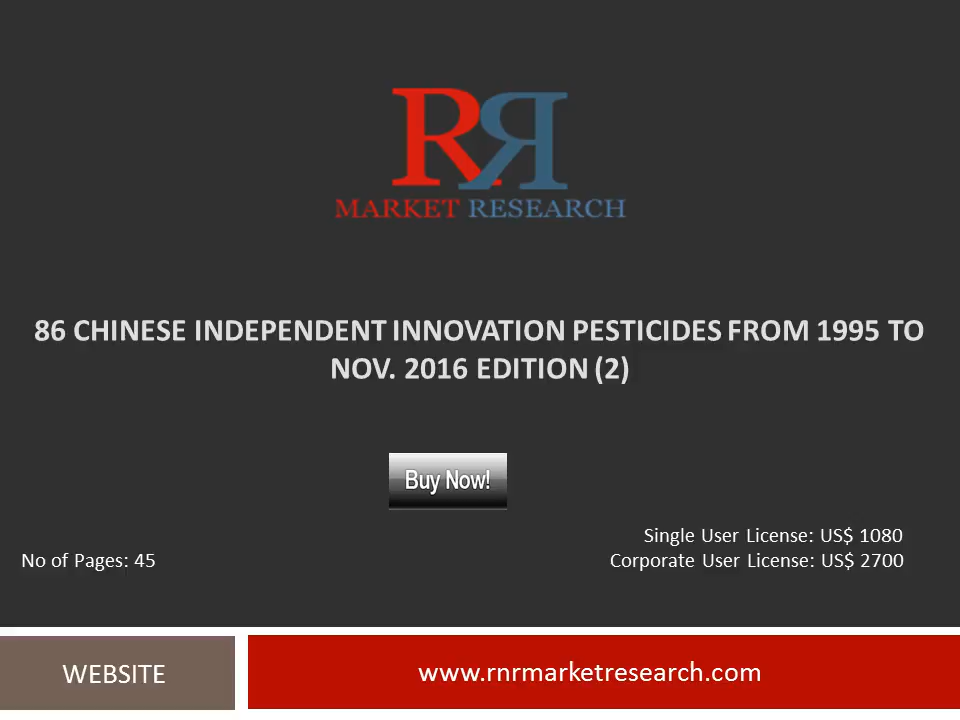 RR
MARKET RESEARCH
86 CHINESE INDEPENDENT INNOVATION PESTICIDES FROM 1995 TO
NOV. 2016 EDITION (2)
Buy Now!
Single User License: US$ 1080
No of Pages: 45
Corporate User License: US$ 2700
WEBSITE
www.rnrmarketresearch.com